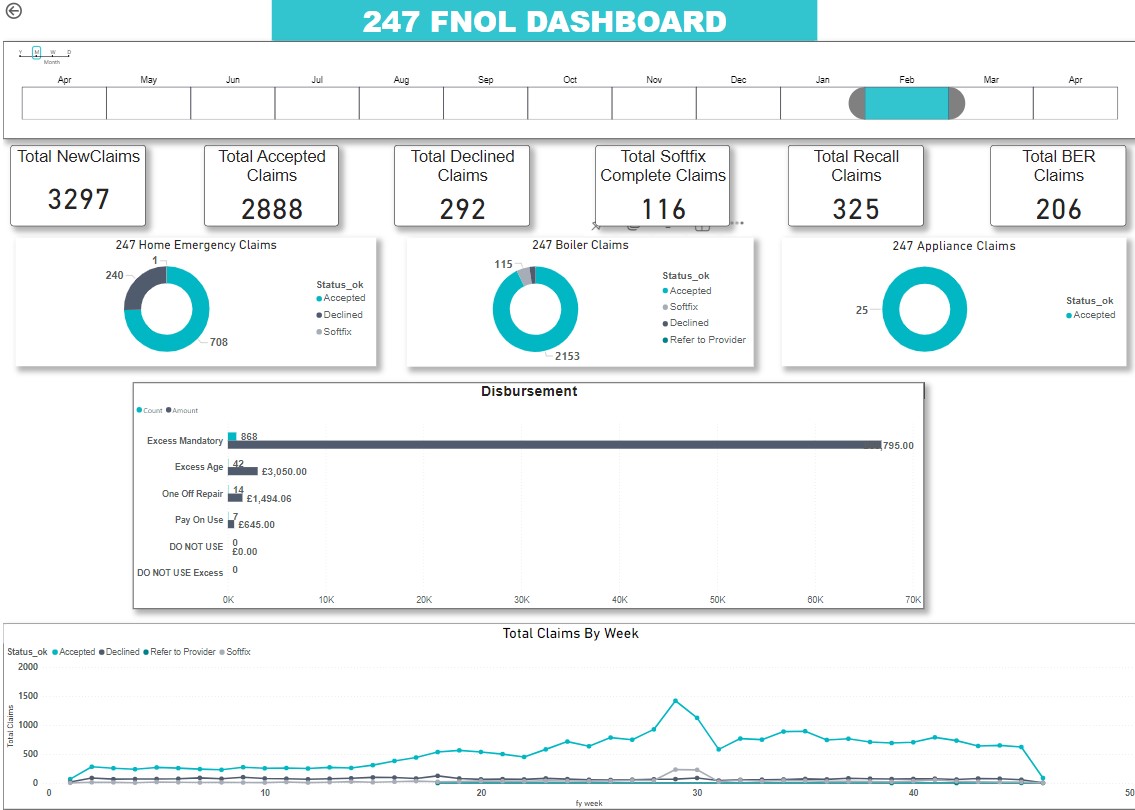 247 FNOL DASHBOARD
Y M W D
Month
Apr May Jun Jul Aug Sep Oct Nov Dec Jan Feb Mar Apr
Total NewClaims
3297
Total Accepted
Claims
2888
Total Declined
Claims
292
Total Softfix
Complete Claims
116
Total Recall
Claims
325
Total BER
Claims
206
247 Home Emergency Claims
1
240
708
Status_ok
Accepted
Declined
Softfix
247 Boiler Claims
115
2153
Status_ok
Accepted
Softfix
Declined
Refer to Provider
247 Appliance Claims
25
Status_ok
Accepted
Disbursement
Count Amount
Excess Mandatory 868
795.00
Excess Age 42
£3,050.00
One Off Repair 14
£1,494.06
Pay On Use 7
£645.00
DO NOT USE 0
£0.00
DO NOT USE Excess 0
0K 10K 20K 30K 40K 50K 60K 70K
Total Claims By Week
Status_ok Accepted Declined Refer to Provider Softfix
2000
1500
1000
500
0
Total Claims
0 10 20 30 40 50
fy week